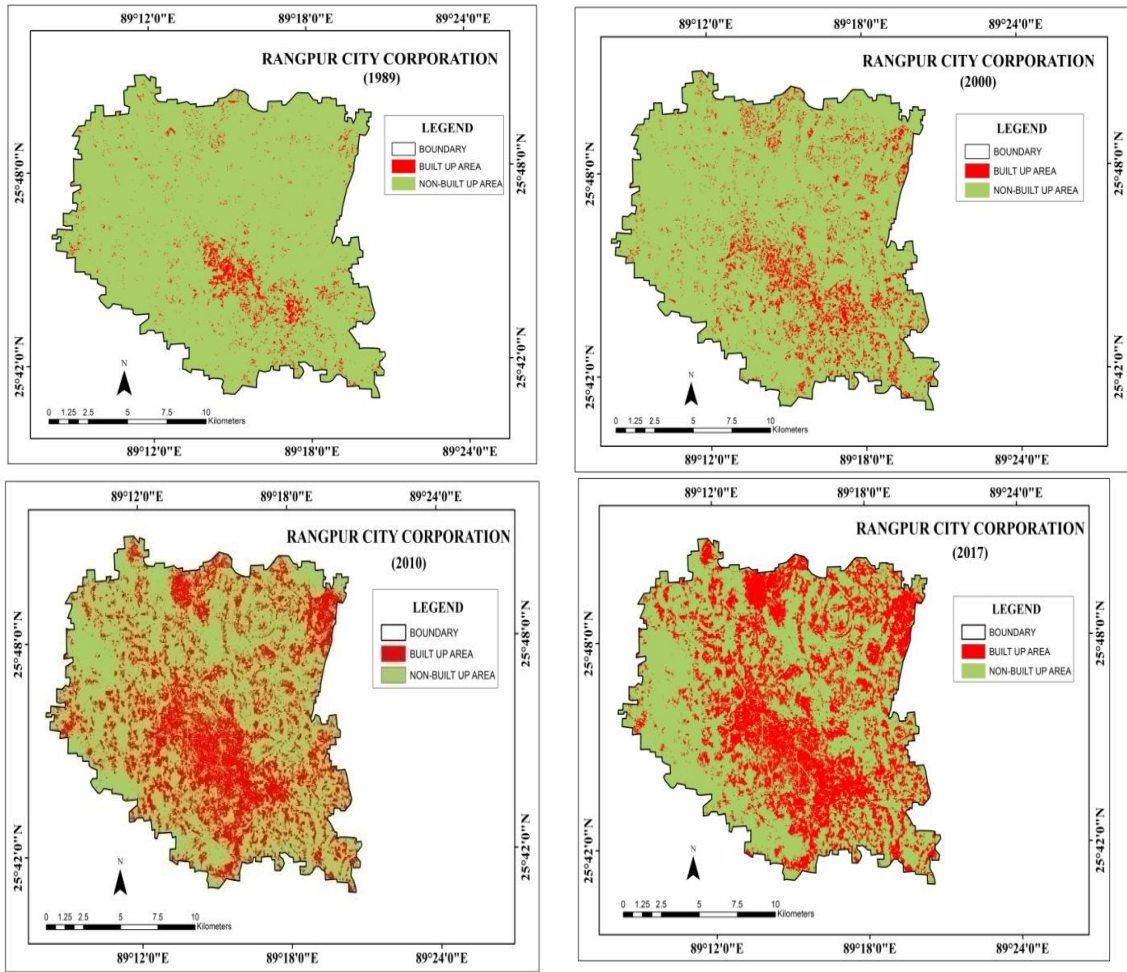 89°12'0"E 89°18'0"E 89°24'0"E
RANGPUR CITY CORPORATION
(1989)
LEGEND
BOUNDARY
BUILT UP AREA
NON-BUILT UP AREA
25°48'0"N 25°48'0"N
25°42'0"N 25°42'0"N
N
0 1.25 2.5 5 7.5 10
Kilometers
89°12'0"E 89°18'0"E 89°24'0"E
89°12'0"E 89°18'0"E 89°24'0"E
RANGPUR CITY CORPORATION
(2000)
LEGEND
BOUNDARY
BUILT UP AREA
NON-BUILT UP AREA
25°48'0"N 25°48'0"N
25°42'0"N 25°42'0"N
N
0 1.25 2.5 5 7.5 10
Kilometers
89°12'0"E 89°18'0"E 89°24'0"E
89°12'0"E 89°18'0"E 89°24'0"E
RANGPUR CITY CORPORATION
(2010)
LEGEND
BOUNDARY
BUILT UP AREA
NON-BUILT UP AREA
25°48'0"N 25°48'0"N
25°42'0"N 25°42'0"N
N
0 1.25 2.5 5 7.5 10
Kilometers
89°12'0"E 89°18'0"E 89°24'0"E
89°12'0"E 89°18'0"E 89°24'0"E
RANGPUR CITY CORPORATION
(2017)
LEGEND
BOUNDARY
BUILT UP AREA
NON-BUILT UP AREA
25°48'0"N 25°48'0"N
25°42'0"N 25°42'0"N
N
0 1.25 2.5 5 7.5 10
Kilometers
89°12'0"E 89°18'0"E 89°24'0"E